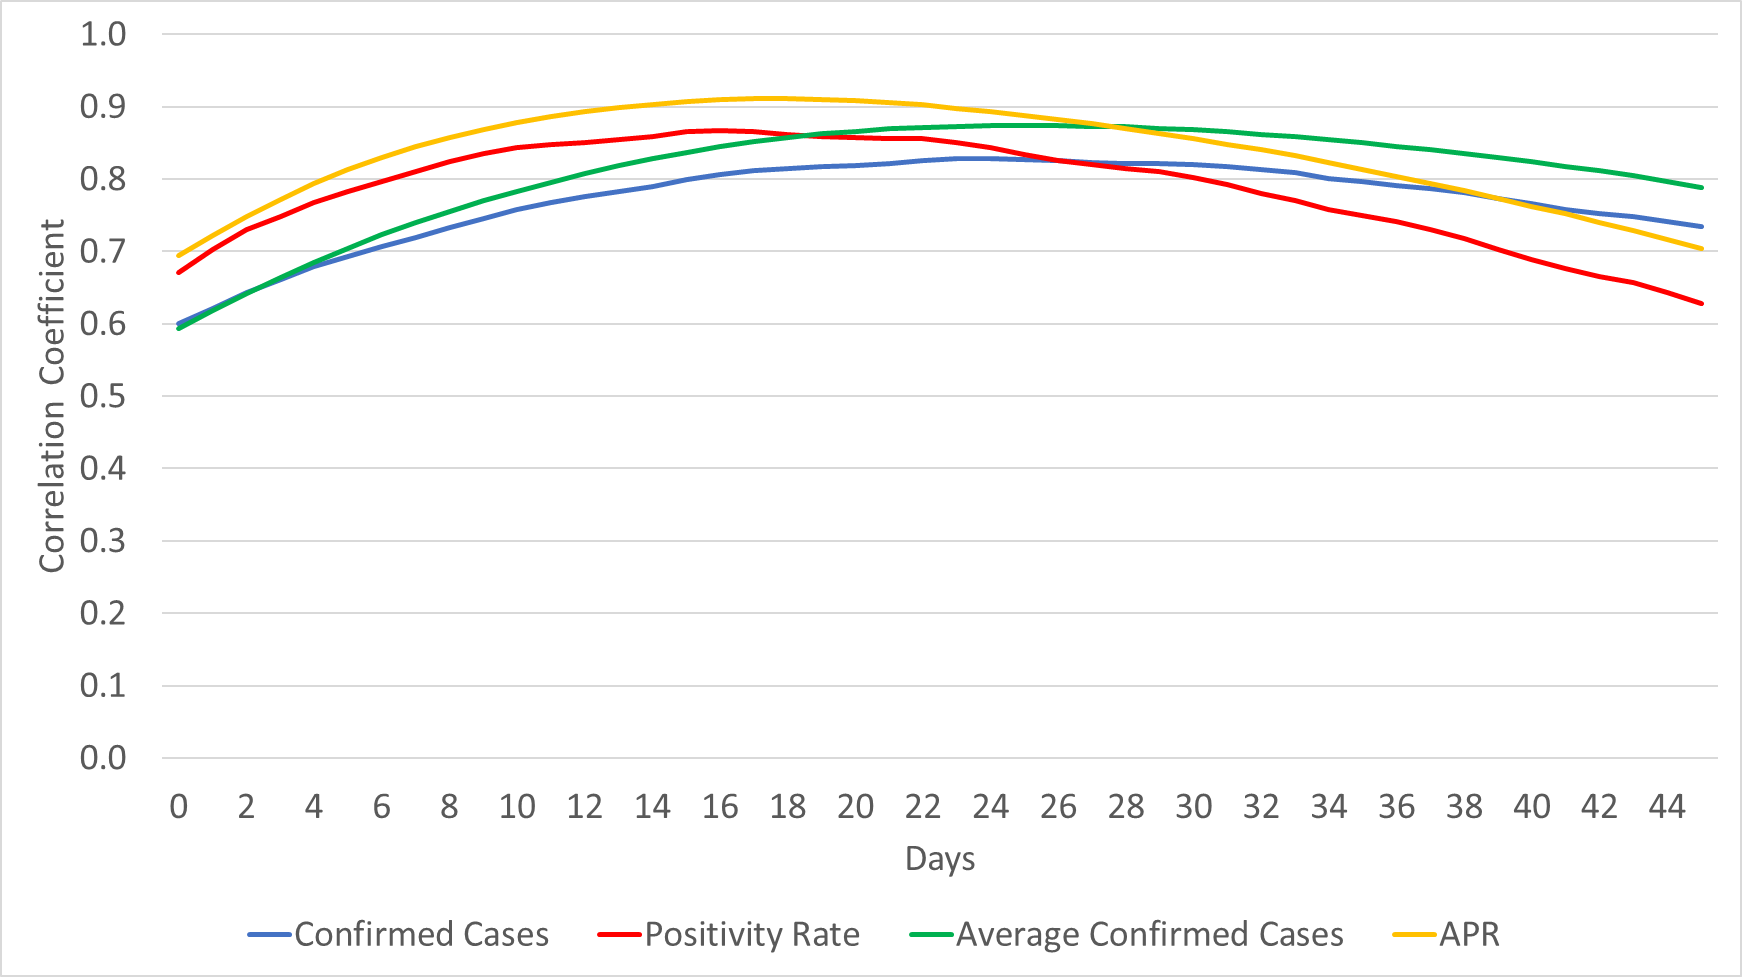 1.0
0.9
0.8
0.7
0.6
0.5
0.4
0.3
0.2
0.1
0.0
Correlation Coefficient
0 2 4 6 8 10 12 14 16 18 20 22 24 26 28 30 32 34 36 38 40 42 44
Days
Confirmed Cases Positivity Rate Average Confirmed Cases APR